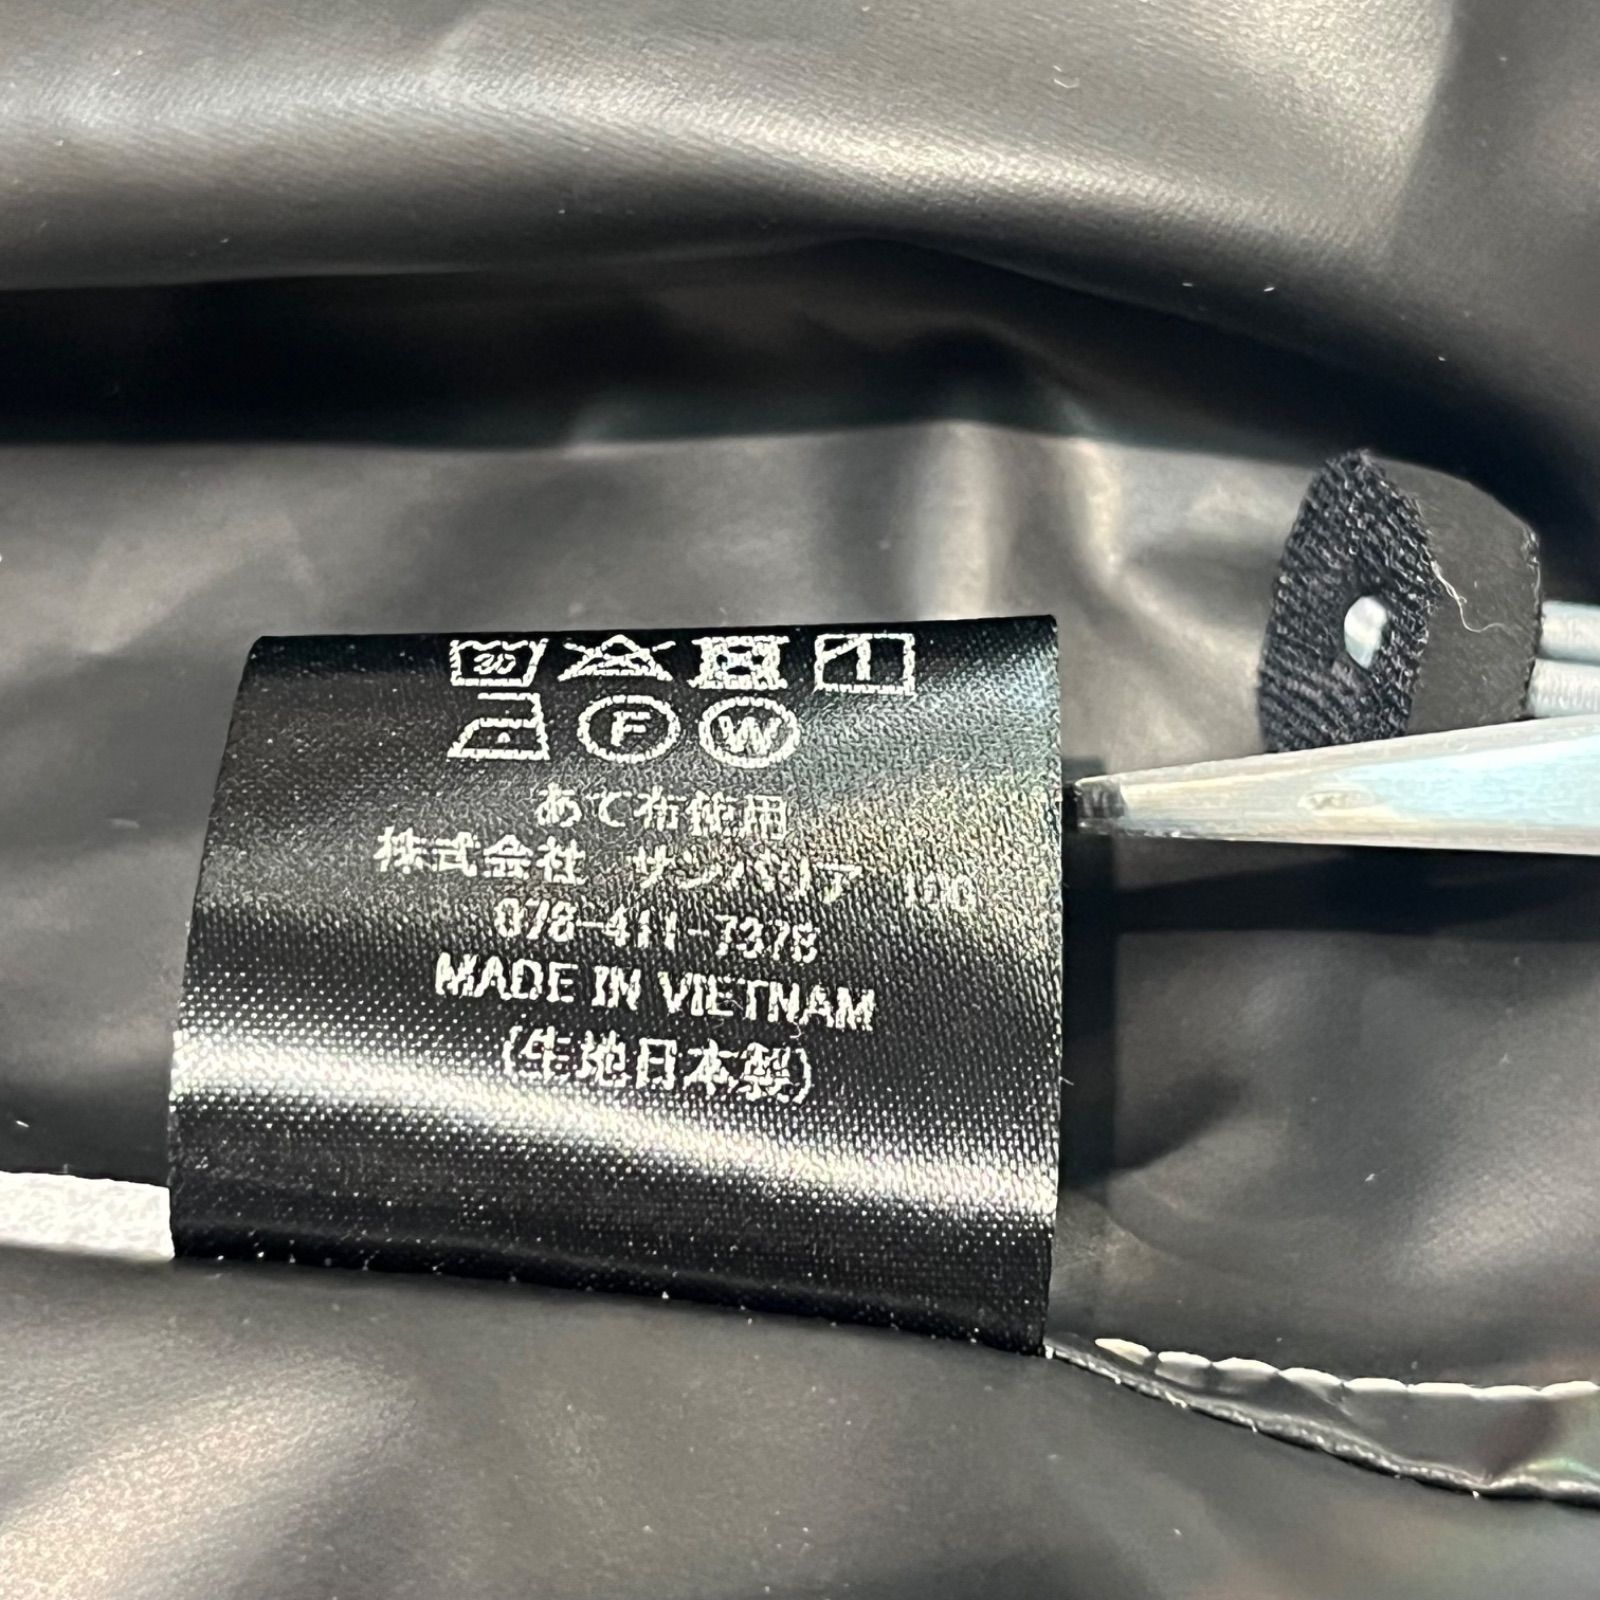 30
F W
あて布使用
株式会社 サンバリア 100
078-411-7378
MADE IN VIETNAM
(生地日本製)